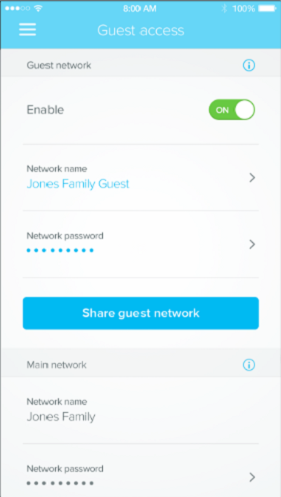 8:00 AM 100%
Guest access
Guest network
Enable
ON
Network name
Jones Family Guest
Network password
•••••••••
Share guest network
Main network
Network name
Jones Family
Network password
•••••••••